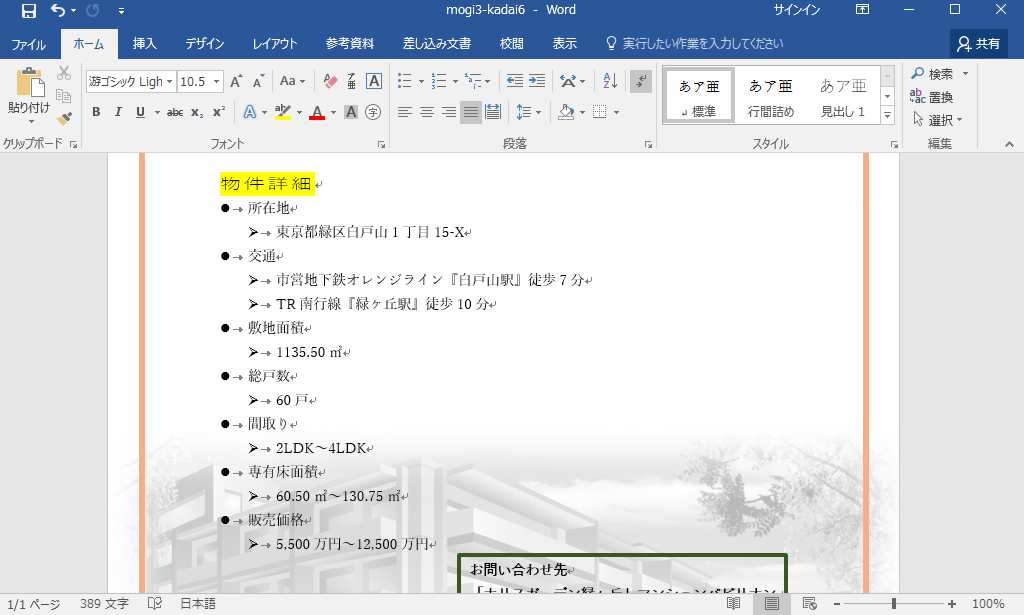 mogi3-kadai6 - Word
サインイン
ファイル ホーム 挿入 デザイン レイアウト 参考資料 差し込み文書 校閲 表示 実行したい作業を入力してください 共有
貼り付け
游ゴシック Ligh 10.5
Aa
B I U abc x₂ x²
あア亜 あア亜 あア亜
↲標準 行間詰め 見出し 1
検索
置換
選択
クリップボード フォント 段落 スタイル 編集
物件詳細
所在地
東京都緑区白戸山 1 丁目 15-X
交通
市営地下鉄オレンジライン『白戸山駅』徒歩 7 分
TR 南行線『緑ヶ丘駅』徒歩 10 分
敷地面積
1135.50 ㎡
総戸数
60 戸
間取り
2LDK～4LDK
専有床面積
60.50 ㎡～130.75 ㎡
販売価格
5,500 万円～12,500 万円
お問い合わせ先
1/1 ページ 389 文字 日本語 100%